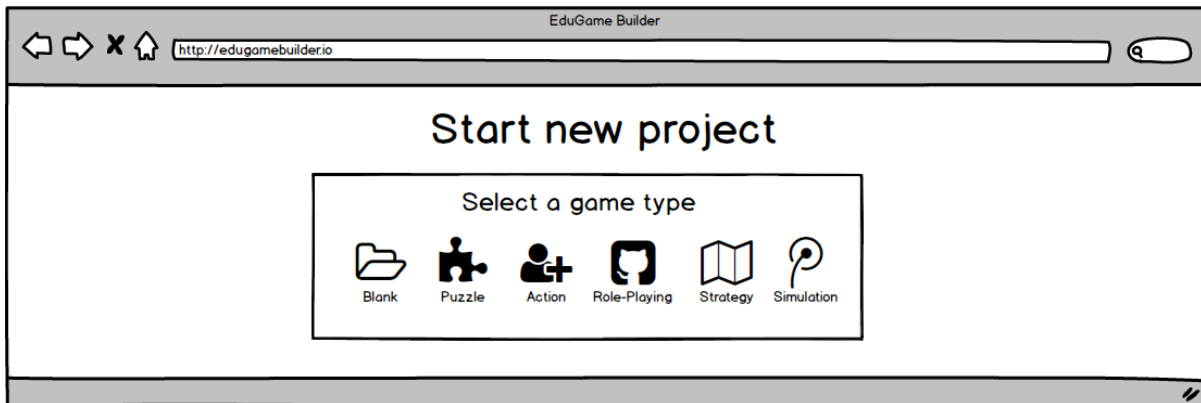 EduGame Builder
http://edugamebuilder.io
Start new project
Select a game type
Blank Puzzle Action Role-Playing Strategy Simulation